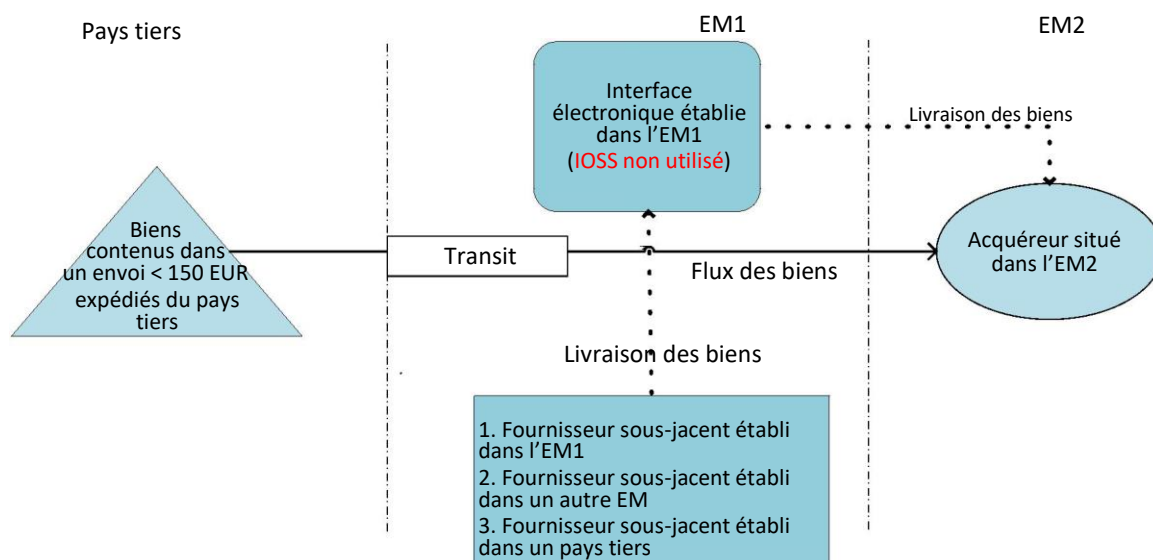 Pays tiers
EM1
EM2
Interface
électronique établie
dans l’EM1
(IOSS non utilisé)
Livraison des biens
Biens
contenus dans
un envoi < 150 EUR
expédiés du pays
tiers
Transit
Flux des biens
Acquéreur situé
dans l’EM2
Livraison des biens
1. Fournisseur sous-jacent établi
dans l’EM1
2. Fournisseur sous-jacent établi
dans un autre EM
3. Fournisseur sous-jacent établi
dans un pays tiers